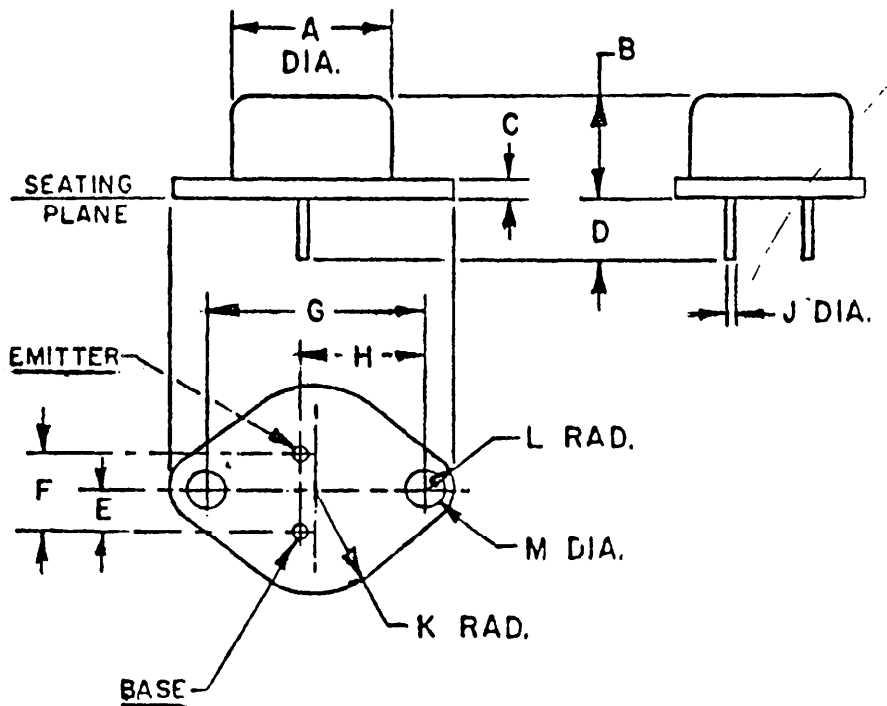 A
DIA.
B
C
SEATING
PLANE
D
G
J DIA.
H
EMITTER
L RAD.
F
E
M DIA.
K RAD.
BASE